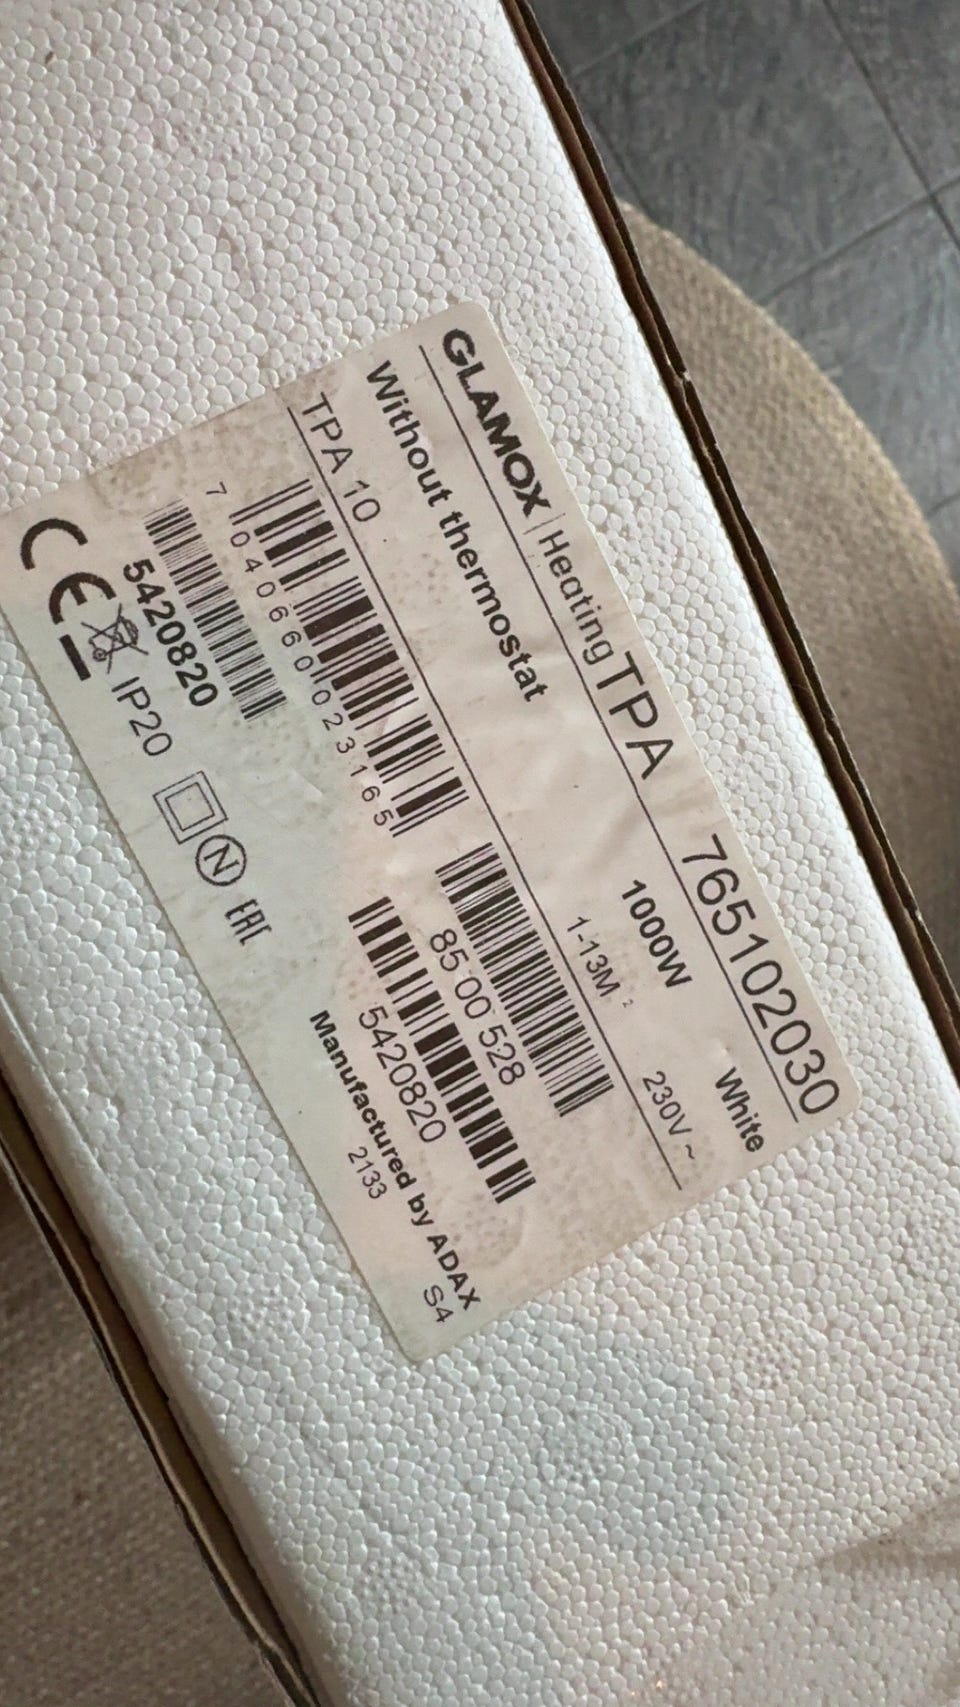 GLAMOX | Heating TPA 765102030
Without thermostat 1000W White
1-13M² 230V ~
TPA 10
7 040660 023165
85 00 528
5420820
5420820
CE IP20 N EAC
Manufactured by ADAX
2133 S4